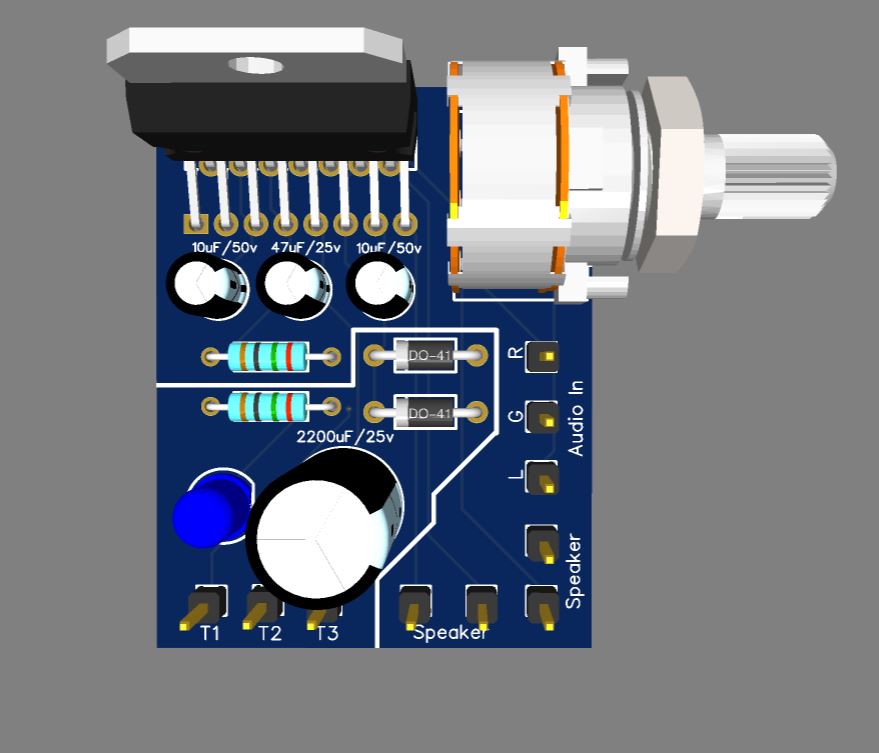 10uF/50v
47uF/25v
10uF/50v
DO-41
R
DO-41
G
Audio In
2200uF/25v
L
Speaker
T1
T2
T3
Speaker